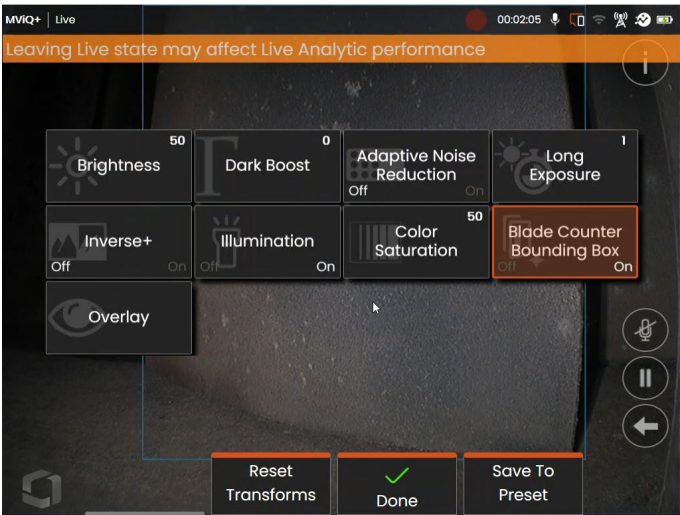 MViQ+ | Live
00:02:05
Leaving Live state may affect Live Analytic performance
i
50
Brightness
0
Dark Boost
Adaptive Noise
Reduction
Off On
1
Long
Exposure
Inverse+
Off On
Illumination
Off On
50
Color
Saturation
Blade Counter
Bounding Box
Off On
Overlay
Reset
Transforms
Done
Save To
Preset